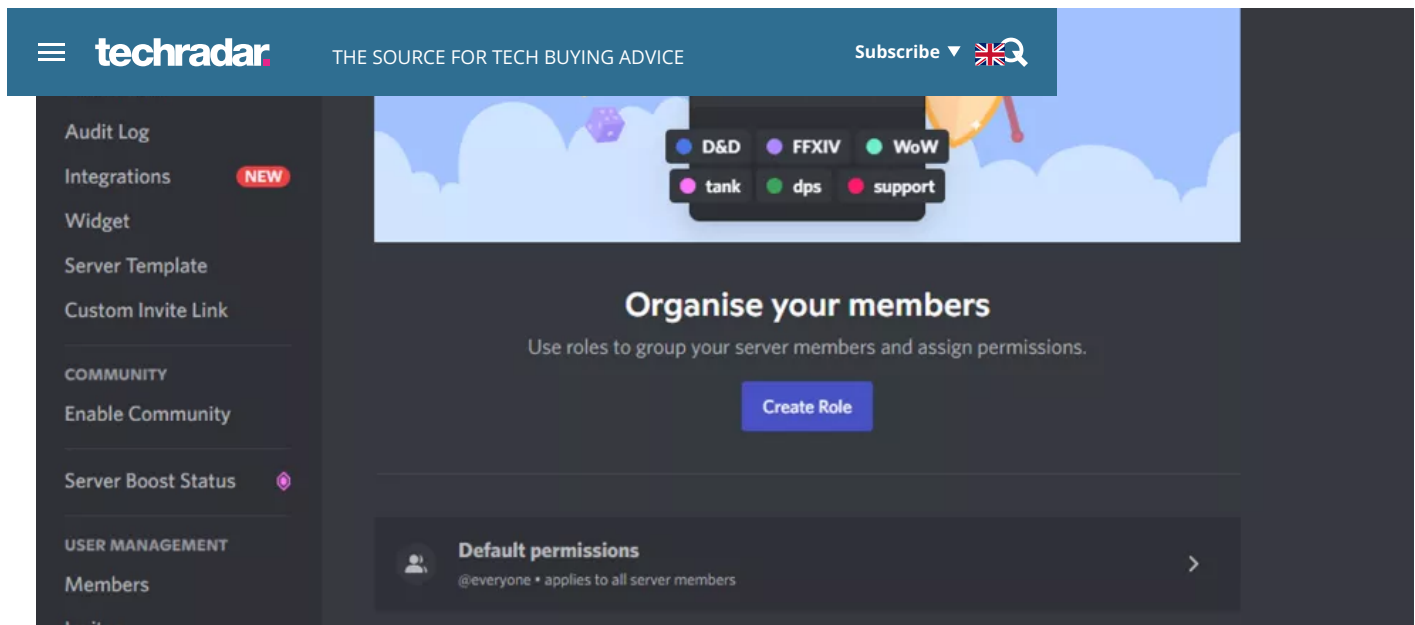 techradar.
THE SOURCE FOR TECH BUYING ADVICE
Subscribe
Audit Log
Integrations NEW
Widget
Server Template
Custom Invite Link
COMMUNITY
Enable Community
Server Boost Status
USER MANAGEMENT
Members
D&D FFXIV WoW
tank dps support
Organise your members
Use roles to group your server members and assign permissions.
Create Role
Default permissions
@everyone • applies to all server members